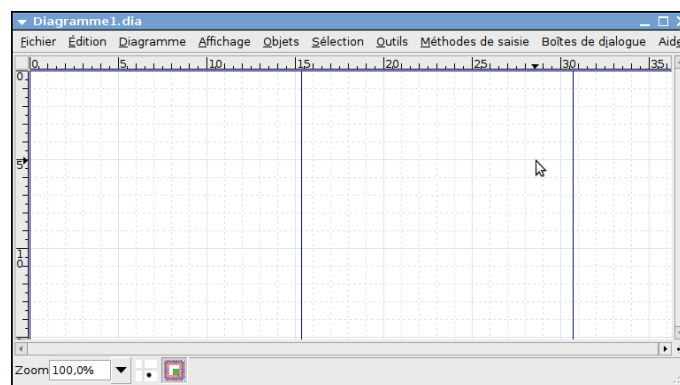 Diagramme1.dia
Fichier Édition Diagramme Affichage Objets Sélection Outils Méthodes de saisie Boîtes de dialogue Aide
0 5 10 15 20 25 30 35
0
5
10
Zoom 100,0%